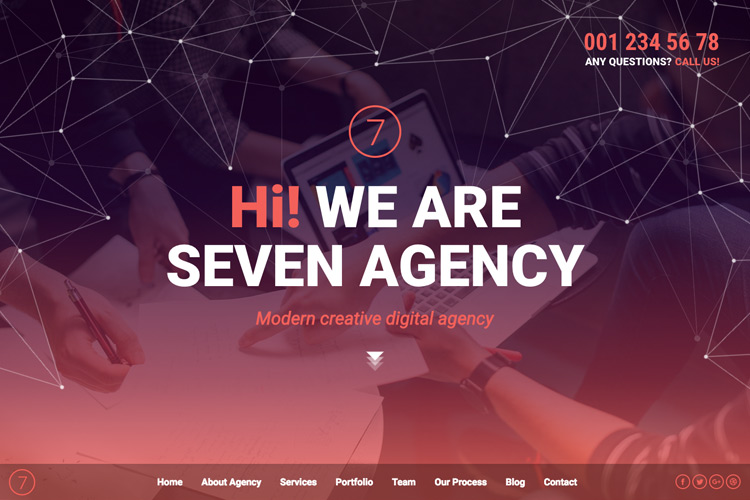 001 234 56 78
ANY QUESTIONS? CALL US!
7
Hi! WE ARE
SEVEN AGENCY
Modern creative digital agency
7
Home About Agency Services Portfolio Team Our Process Blog Contact